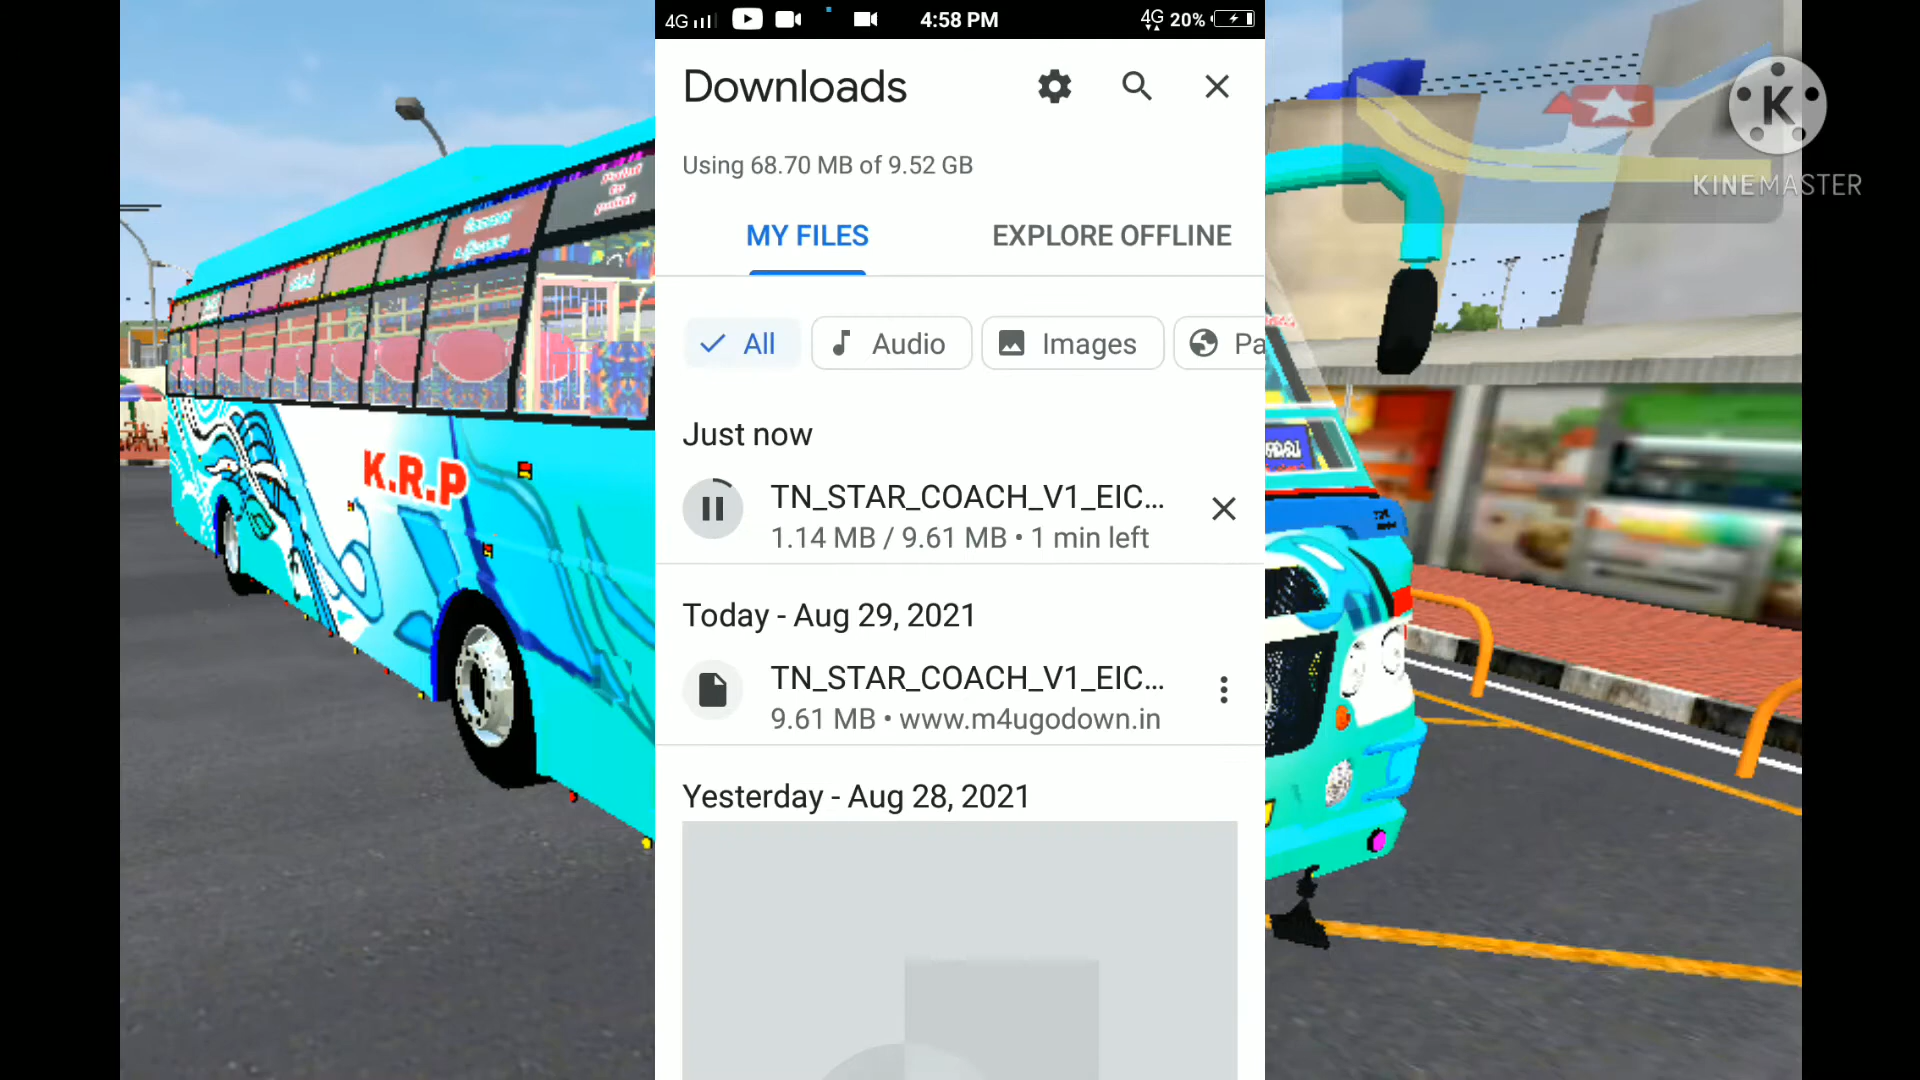 4G
4:58 PM
4G 20%
Downloads
Using 68.70 MB of 9.52 GB
MY FILES
EXPLORE OFFLINE
All
Audio
Images
Pa
Just now
TN_STAR_COACH_V1_EIC...
1.14 MB / 9.61 MB • 1 min left
Today - Aug 29, 2021
TN_STAR_COACH_V1_EIC...
9.61 MB • www.m4ugodown.in
Yesterday - Aug 28, 2021
K.R.P
K
KINEMASTER